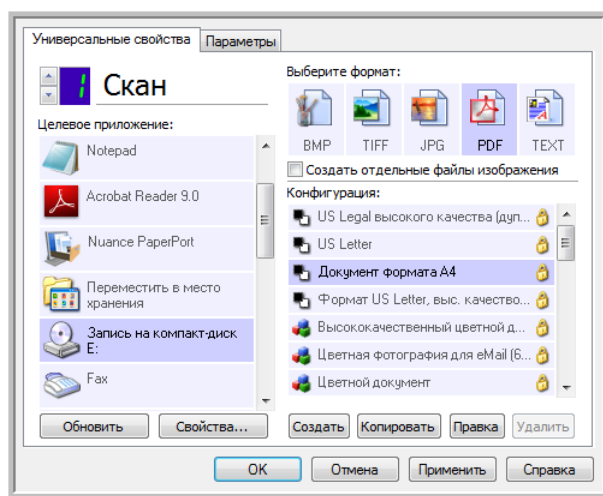 Универсальные свойства
Параметры
1
Скан
Целевое приложение:
Notepad
Acrobat Reader 9.0
Nuance PaperPort
Переместить в место
хранения
Запись на компакт-диск
E:
Fax
Обновить
Свойства...
Выберите формат:
BMP
TIFF
JPG
PDF
TEXT
Создать отдельные файлы изображения
Конфигурация:
US Legal высокого качества (дуп...
US Letter
Документ формата A4
Формат US Letter, выс. качество...
Высококачественный цветной д...
Цветная фотография для eMail (6...
Цветной документ
Создать
Копировать
Правка
Удалить
OK
Отмена
Применить
Справка